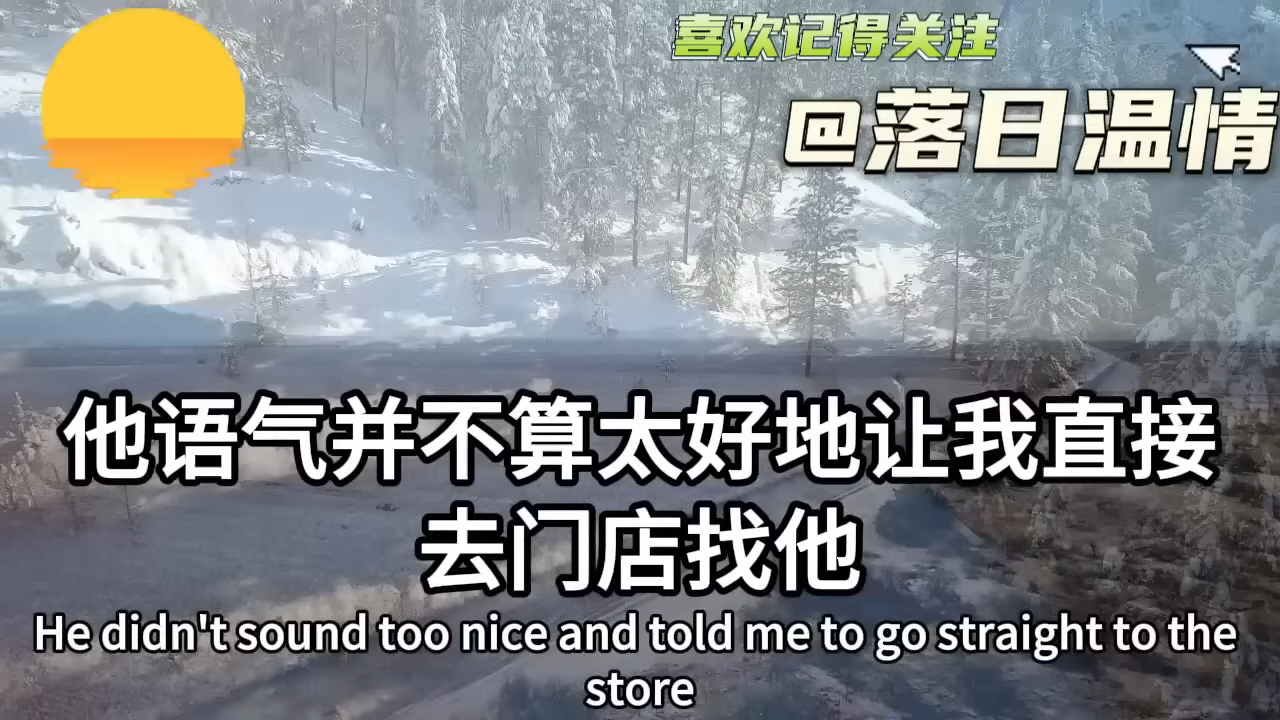 喜欢记得关注
@落日温情
他语气并不算太好地让我直接
去门店找他
He didn't sound too nice and told me to go straight to the
store